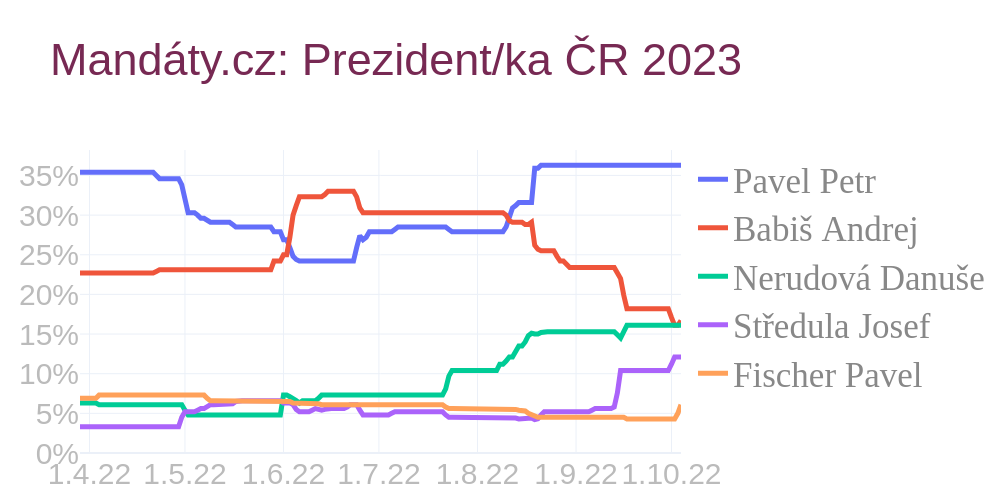 Mandáty.cz: Prezident/ka ČR 2023
35%
30%
25%
20%
15%
10%
5%
0%
1.4.22 1.5.22 1.6.22 1.7.22 1.8.22 1.9.22 1.10.22
Pavel Petr
Babiš Andrej
Nerudová Danuše
Středula Josef
Fischer Pavel